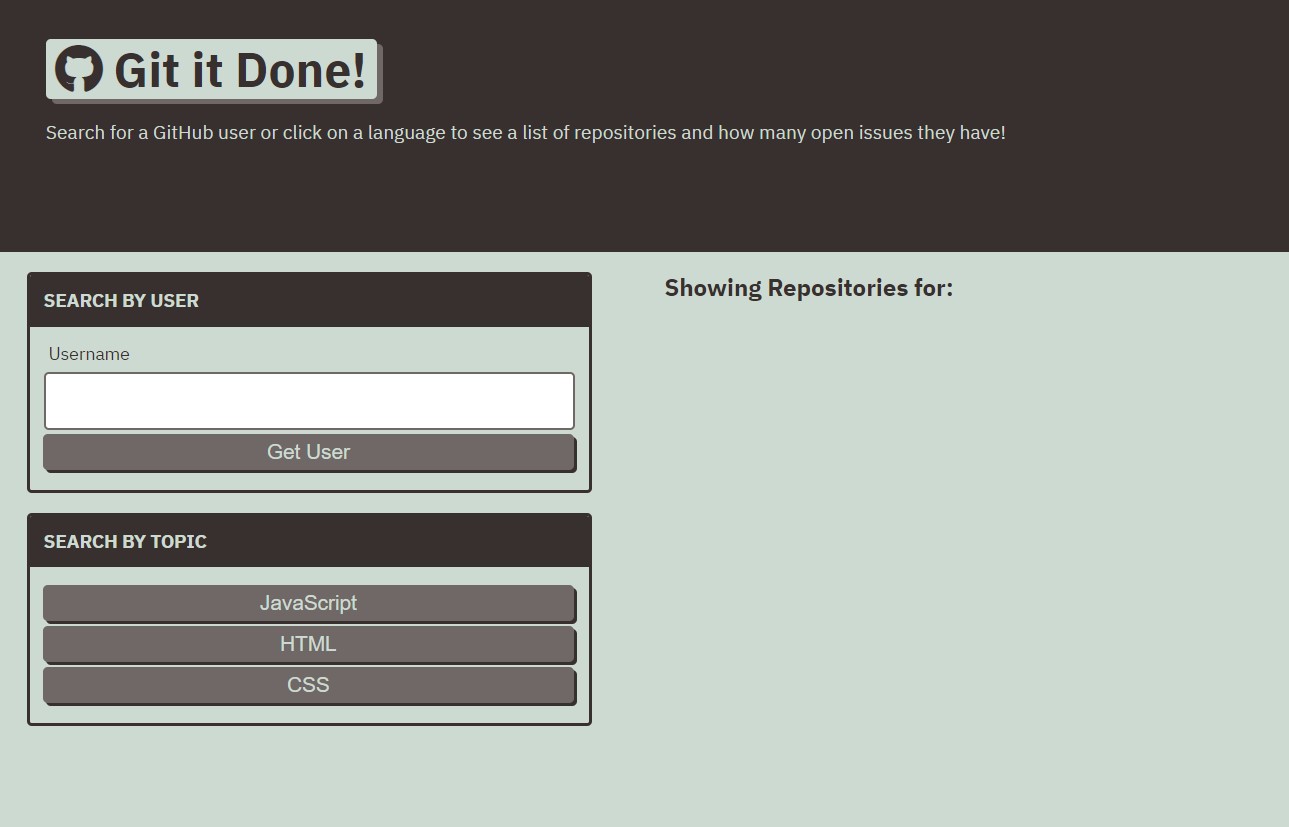 Git it Done!
Search for a GitHub user or click on a language to see a list of repositories and how many open issues they have!
SEARCH BY USER
Username
Get User
SEARCH BY TOPIC
JavaScript
HTML
CSS
Showing Repositories for: